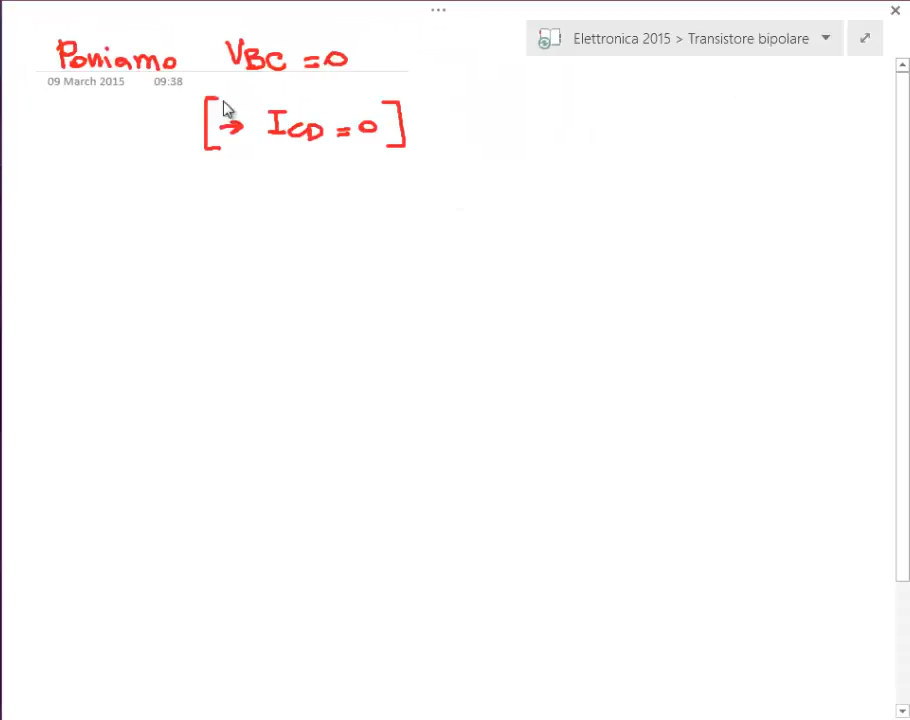 Elettronica 2015 > Transistore bipolare
Poniamo VBC = 0
09 March 2015 09:38
[→ ICD = 0]